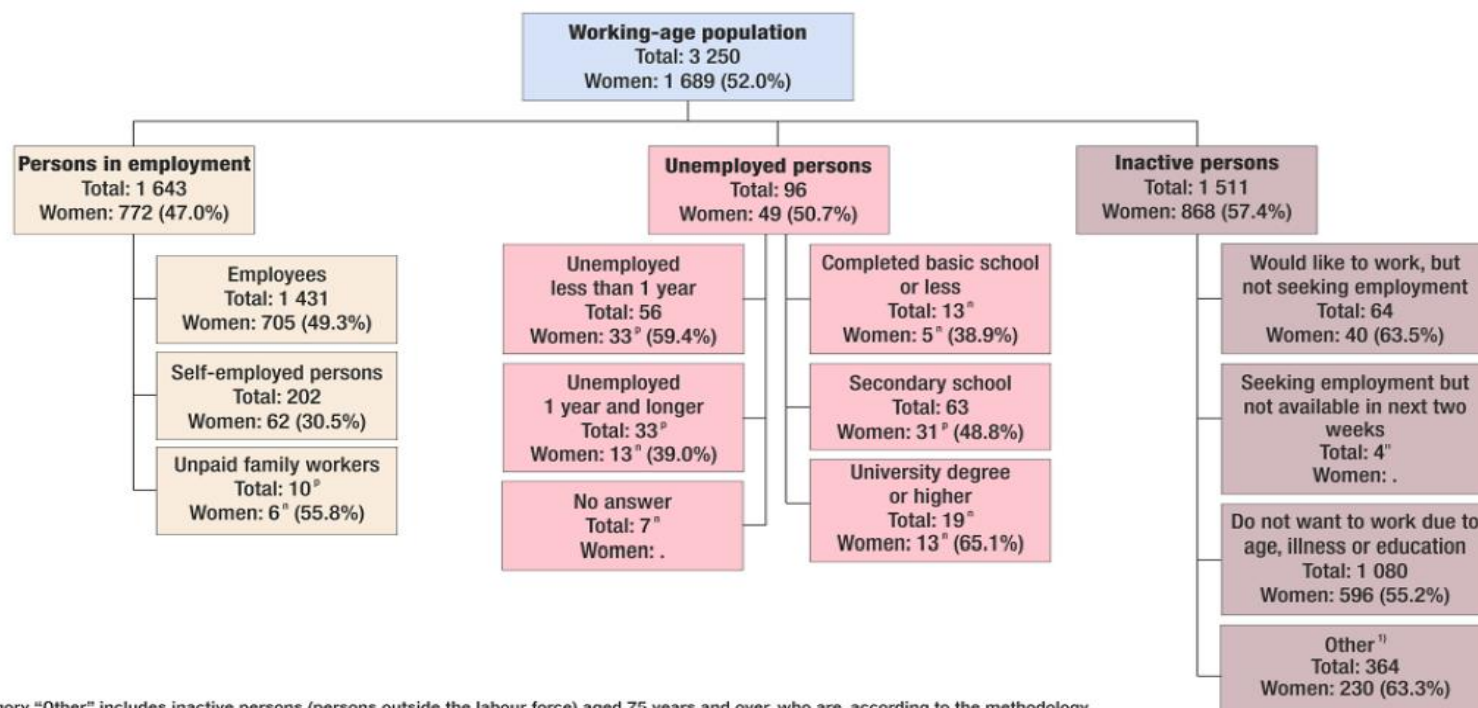 Working-age population
Total: 3 250
Women: 1 689 (52.0%)
Persons in employment
Total: 1 643
Women: 772 (47.0%)
Employees
Total: 1 431
Women: 705 (49.3%)
Self-employed persons
Total: 202
Women: 62 (30.5%)
Unpaid family workers
Total: 10 ᵖ
Women: 6 ⁿ (55.8%)
Unemployed persons
Total: 96
Women: 49 (50.7%)
Unemployed
less than 1 year
Total: 56
Women: 33 ᵖ (59.4%)
Unemployed
1 year and longer
Total: 33 ᵖ
Women: 13 ⁿ (39.0%)
No answer
Total: 7 ⁿ
Women: .
Completed basic school
or less
Total: 13 ⁿ
Women: 5 ⁿ (38.9%)
Secondary school
Total: 63
Women: 31 ᵖ (48.8%)
University degree
or higher
Total: 19 ⁿ
Women: 13 ⁿ (65.1%)
Inactive persons
Total: 1 511
Women: 868 (57.4%)
Would like to work, but
not seeking employment
Total: 64
Women: 40 (63.5%)
Seeking employment but
not available in next two
weeks
Total: 4 ⁿ
Women: .
Do not want to work due to
age, illness or education
Total: 1 080
Women: 596 (55.2%)
Other ¹⁾
Total: 364
Women: 230 (63.3%)
"Other" includes inactive persons (persons outside the labour force) aged 75 years and over, who are, according to the methodology